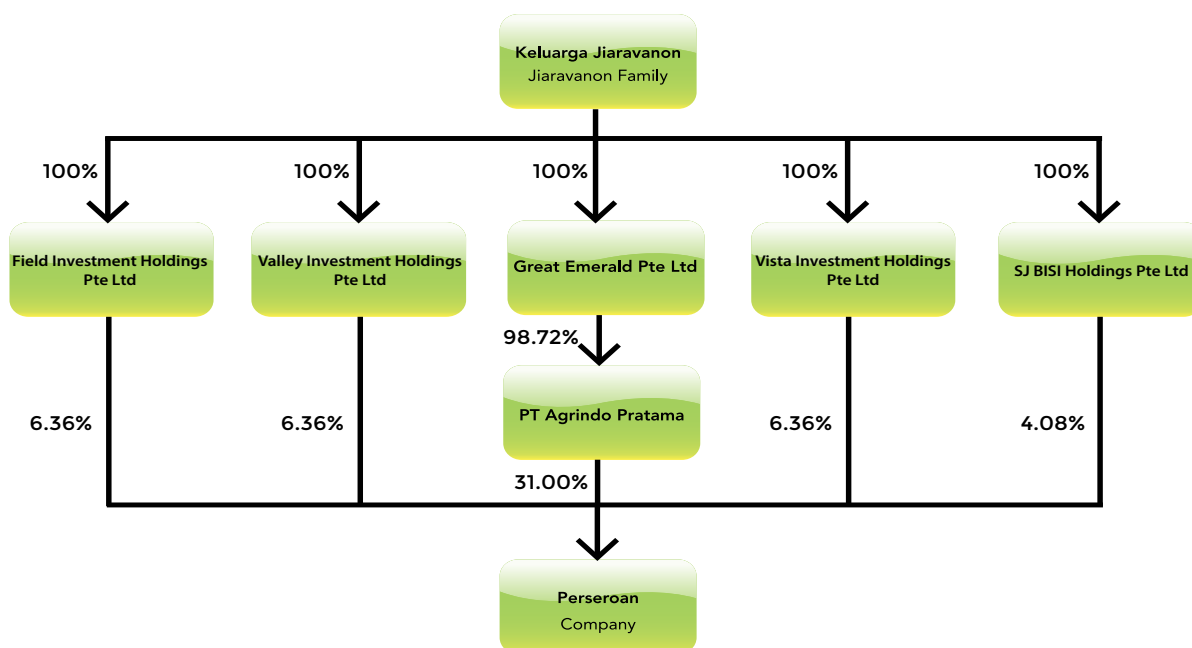 Keluarga Jiaravanon
Jiaravanon Family
100%
100%
100%
100%
100%
Field Investment Holdings
Pte Ltd
Valley Investment Holdings
Pte Ltd
Great Emerald Pte Ltd
Vista Investment Holdings
Pte Ltd
SJ BISI Holdings Pte Ltd
98.72%
PT Agrindo Pratama
6.36%
6.36%
6.36%
4.08%
31.00%
Perseroan
Company